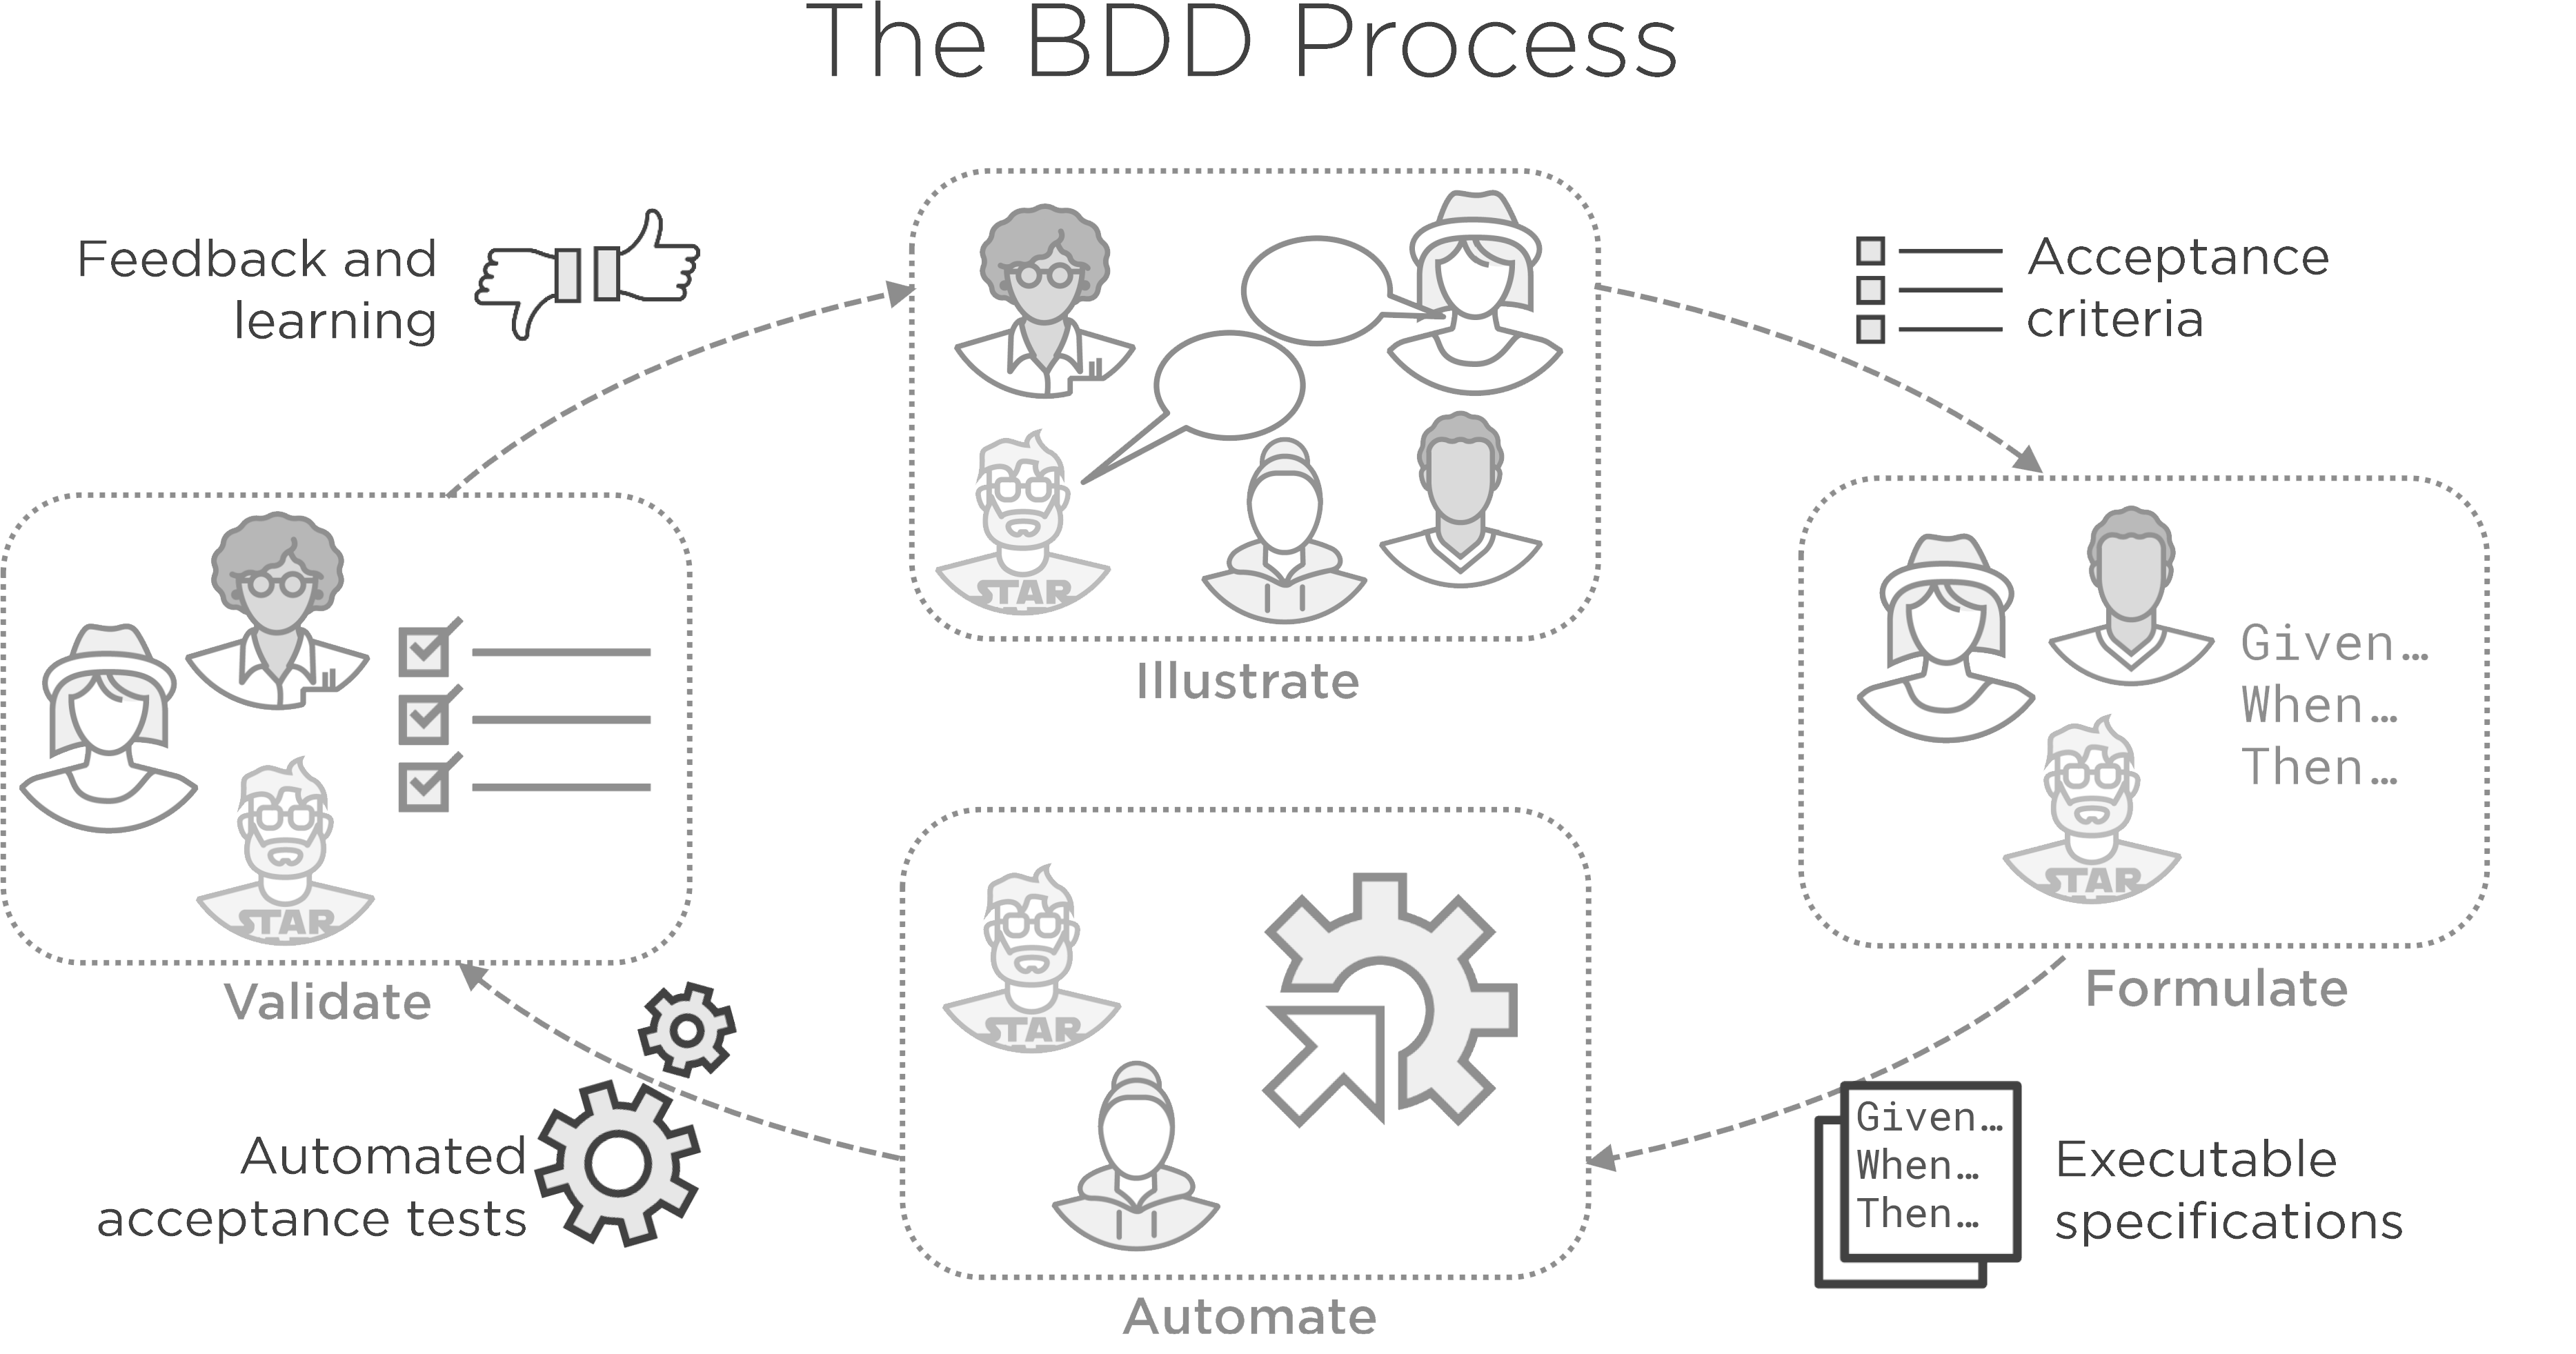 The BDD Process
Feedback and
learning
Acceptance
criteria
STAR
Illustrate
Given…
When…
Then…
STAR
Formulate
STAR
Validate
STAR
Automate
Automated
acceptance tests
Given…
When…
Then…
Executable
specifications